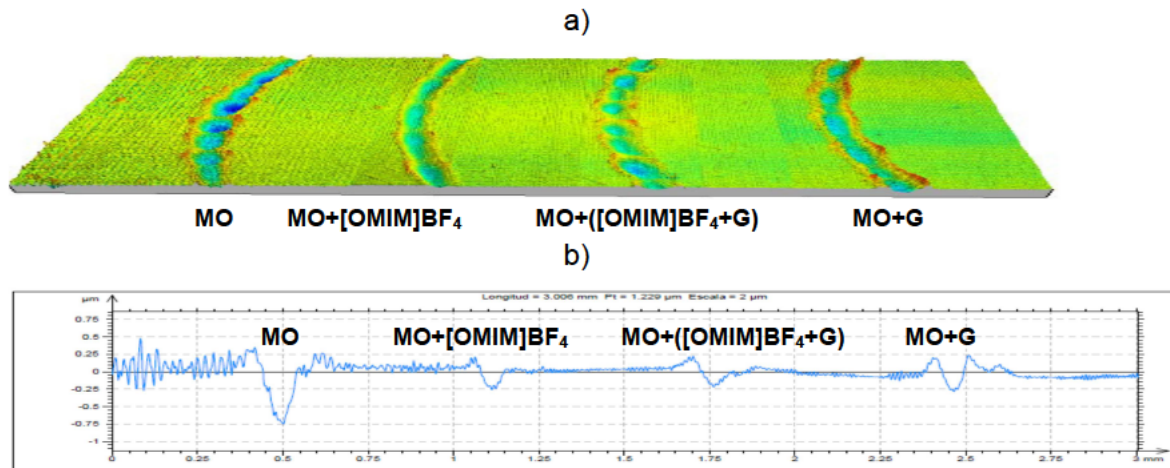 a)
MO MO+[OMIM]BF₄ MO+([OMIM]BF₄+G) MO+G
b)
µm Longitud = 3.006 mm Pt = 1.229 µm Escala = 2 µm
0.75
MO MO+[OMIM]BF₄ MO+([OMIM]BF₄+G) MO+G
0.5
0.25
0
-0.25
-0.5
-0.75
-1
0 0.25 0.5 0.75 1 1.25 1.5 1.75 2 2.25 2.5 2.75 3 mm